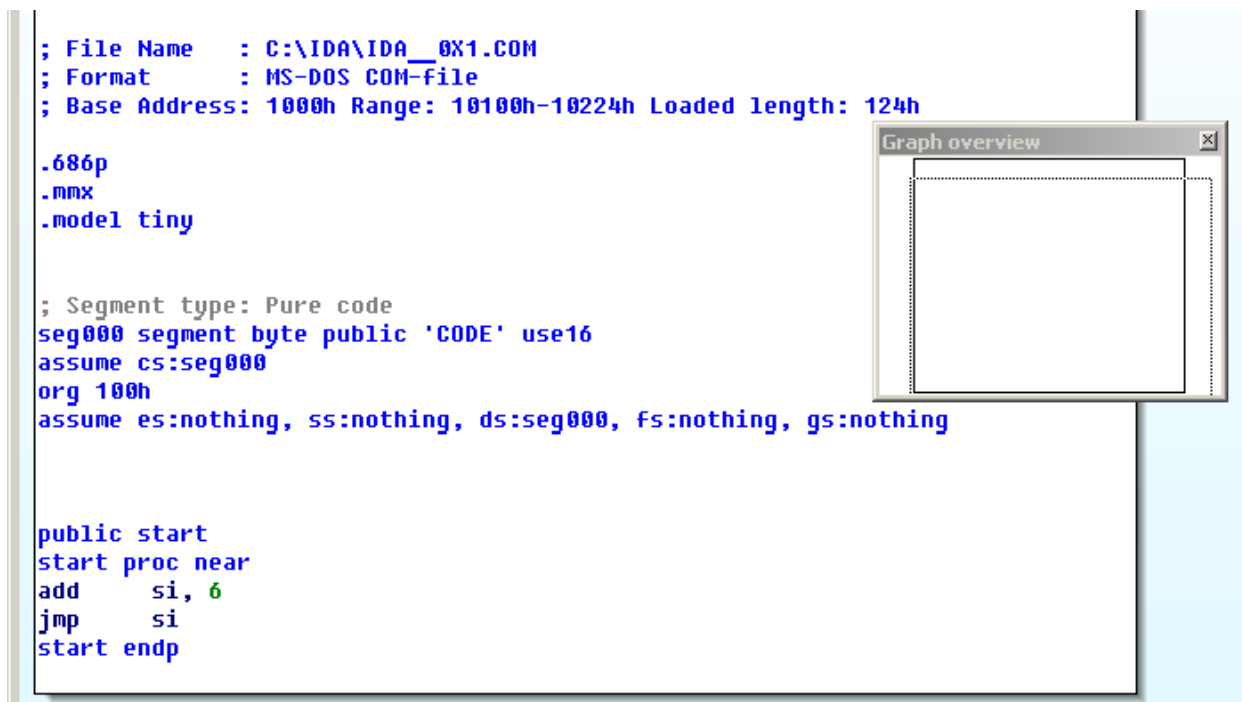 ; File Name   : C:\IDA\IDA__0X1.COM
; Format      : MS-DOS COM-file
; Base Address: 1000h Range: 10100h-10224h Loaded length: 124h
Graph overview
.686p
.mmx
.model tiny
; Segment type: Pure code
seg000 segment byte public 'CODE' use16
assume cs:seg000
org 100h
assume es:nothing, ss:nothing, ds:seg000, fs:nothing, gs:nothing
public start
start proc near
add     si, 6
jmp     si
start endp